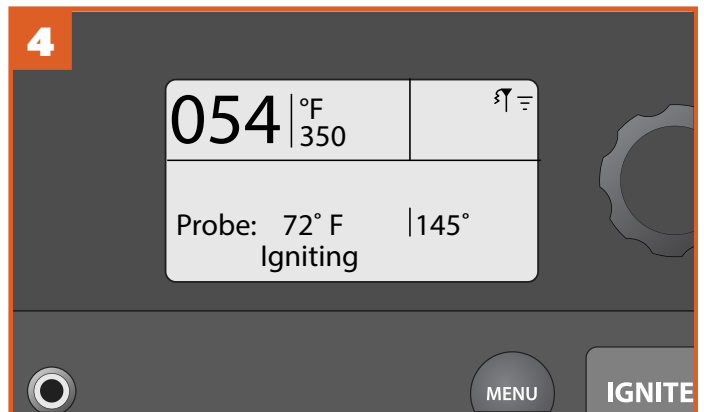 4
054 °F
350
Probe: 72˚ F 145˚
Igniting
MENU
IGNITE